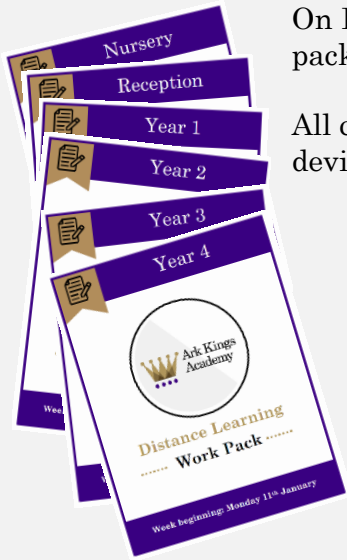 On
pack
All
devi
Nursery
Reception
Year 1
Year 2
Year 3
Year 4
Ark Kings
Academy
Distance Learning
Work Pack
Week beginning: Monday 11th January